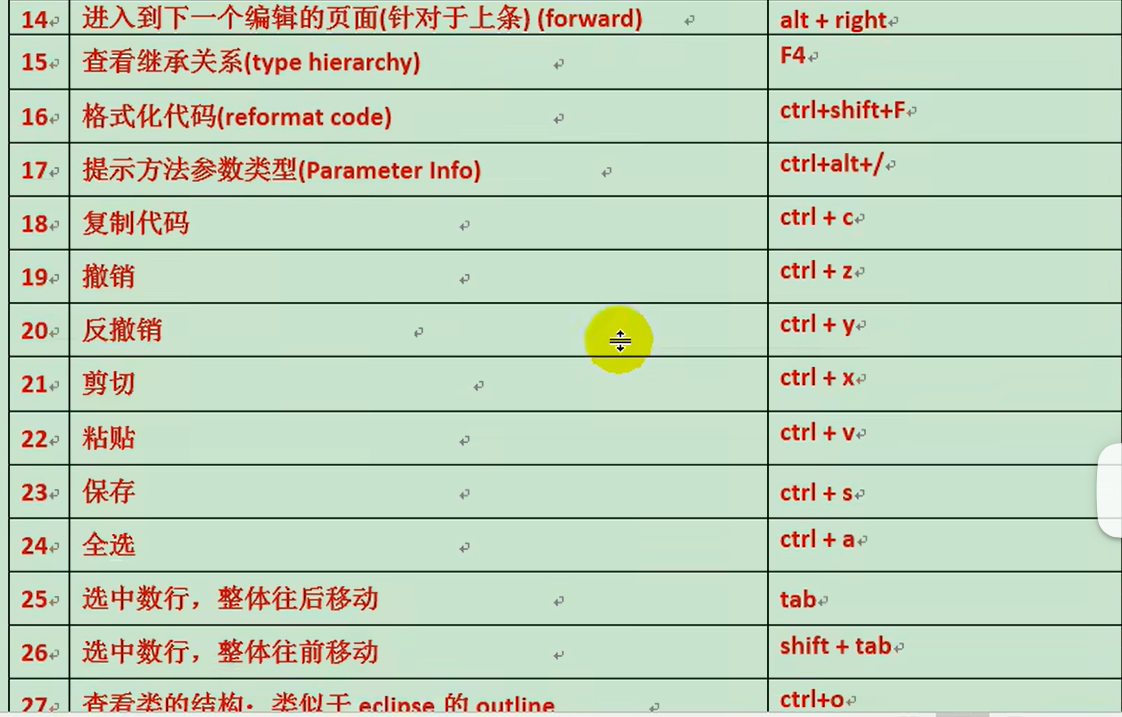 14 进入到下一个编辑的页面(针对于上条) (forward) alt + right
15 查看继承关系(type hierarchy) F4
16 格式化代码(reformat code) ctrl+shift+F
17 提示方法参数类型(Parameter Info) ctrl+alt+/
18 复制代码 ctrl + c
19 撤销 ctrl + z
20 反撤销 ctrl + y
21 剪切 ctrl + x
22 粘贴 ctrl + v
23 保存 ctrl + s
24 全选 ctrl + a
25 选中数行，整体往后移动 tab
26 选中数行，整体往前移动 shift + tab
27 查看类的结构：类似于 eclipse 的 outline ctrl+o